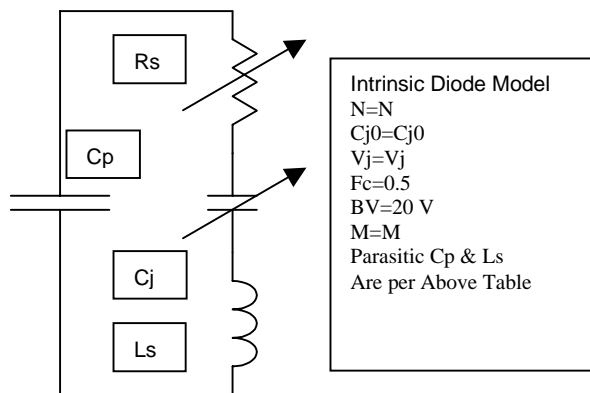 Rs
Cp
Cj
Ls
Intrinsic Diode Model
N=N
Cj0=Cj0
Vj=Vj
Fc=0.5
BV=20 V
M=M
Parasitic Cp & Ls
Are per Above Table